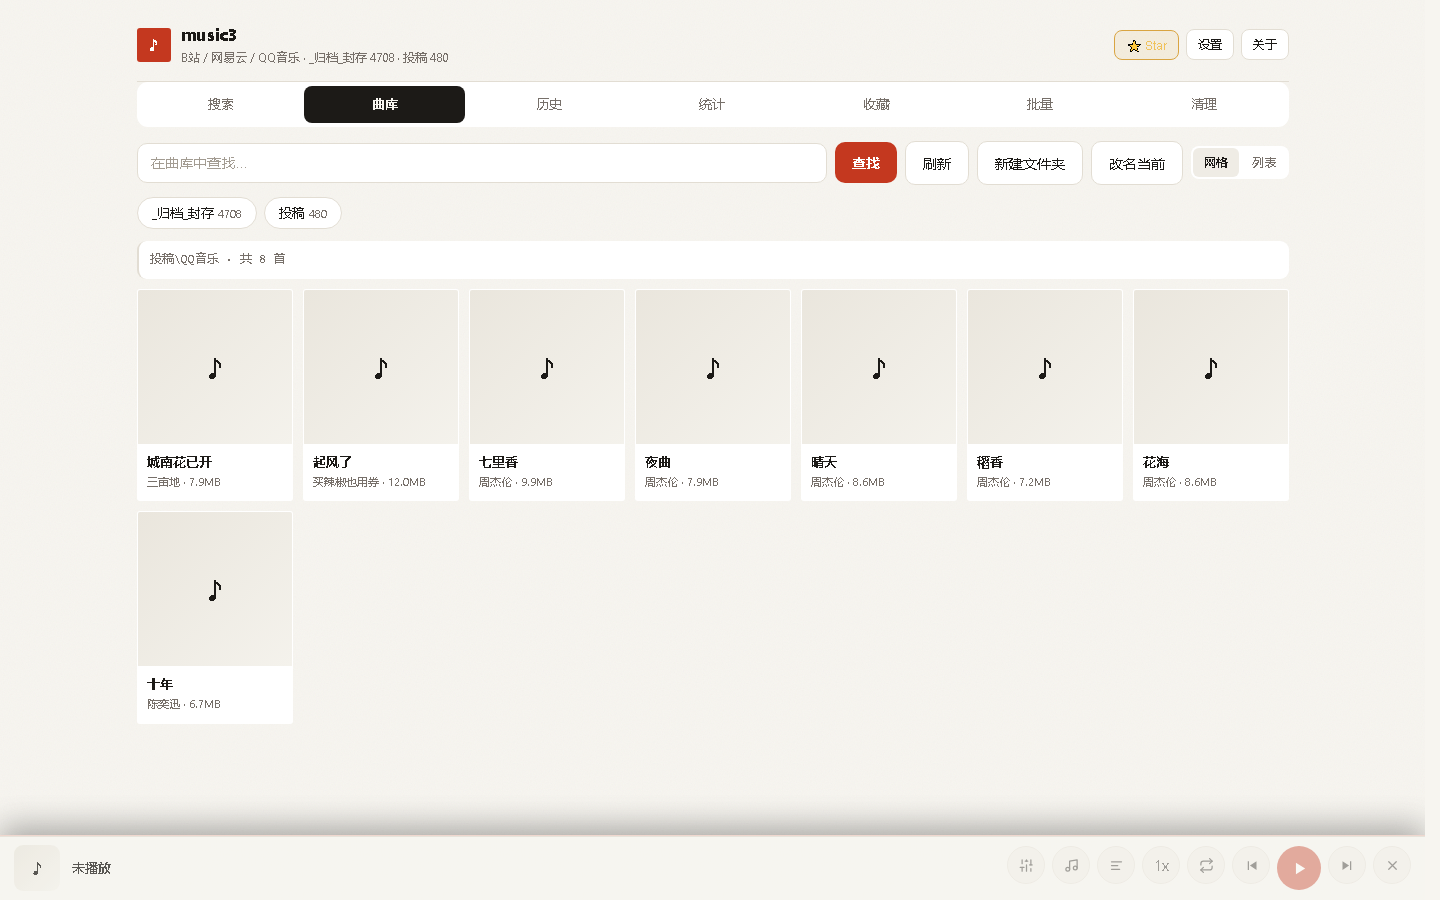 music3
B站 / 网易云 / QQ音乐 · _归档_封存 4708 · 投稿 480
Star 设置 关于
搜索 曲库 历史 统计 收藏 批量 清理
在曲库中查找... 查找 刷新 新建文件夹 改名当前 网格 列表
_归档_封存 4708 投稿 480
投稿\QQ音乐 · 共 8 首
城南花已开 起风了 七里香 夜曲 晴天 稻香 花海
三亩地 · 7.9MB 买辣椒也用券 · 12.0MB 周杰伦 · 9.9MB 周杰伦 · 7.9MB 周杰伦 · 8.6MB 周杰伦 · 7.2MB 周杰伦 · 8.6MB
十年
陈奕迅 · 6.7MB
未播放 1x